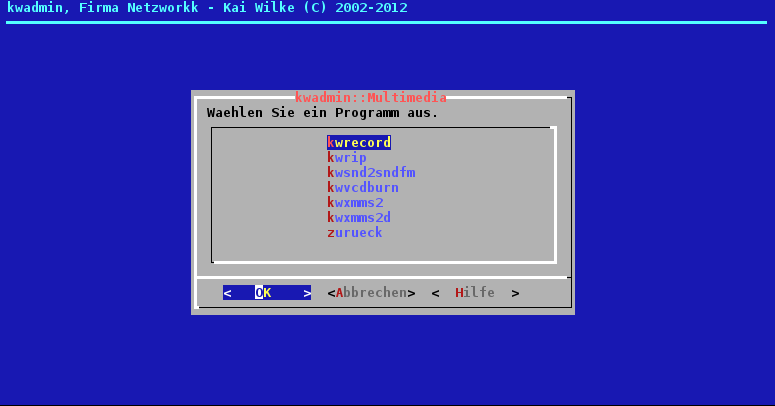 kwadmin, Firma Netzworkk - Kai Wilke (C) 2002-2012
kwadmin::Multimedia
Waehlen Sie ein Programm aus.
kwrecord
kwrip
kwsnd2sndfm
kwvcdburn
kwxmms2
kwxmms2d
zurueck
<   OK    >  <Abbrechen>  <  Hilfe  >